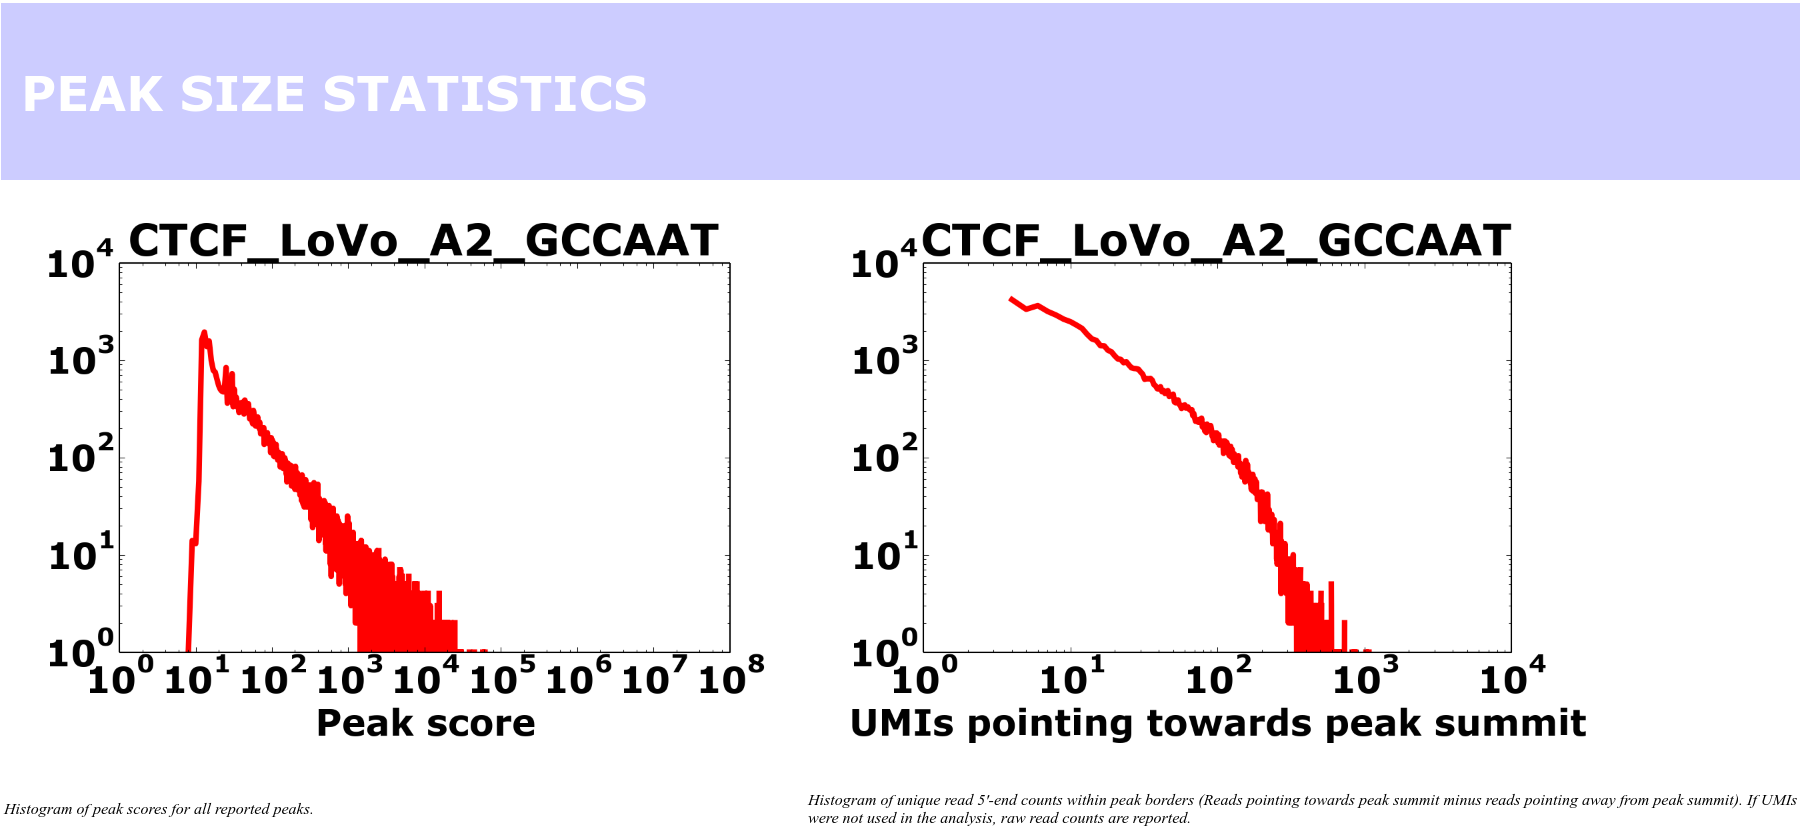 PEAK SIZE STATISTICS
CTCF_LoVo_A2_GCCAAT
10^4
10^3
10^2
10^1
10^0
10^0 10^1 10^2 10^3 10^4 10^5 10^6 10^7 10^8
Peak score
Histogram of peak scores for all reported peaks.
CTCF_LoVo_A2_GCCAAT
10^4
10^3
10^2
10^1
10^0
10^0 10^1 10^2 10^3 10^4
UMIs pointing towards peak summit
Histogram of unique read 5'-end counts within peak borders (Reads pointing towards peak summit minus reads pointing away from peak summit). If UMIs
were not used in the analysis, raw read counts are reported.